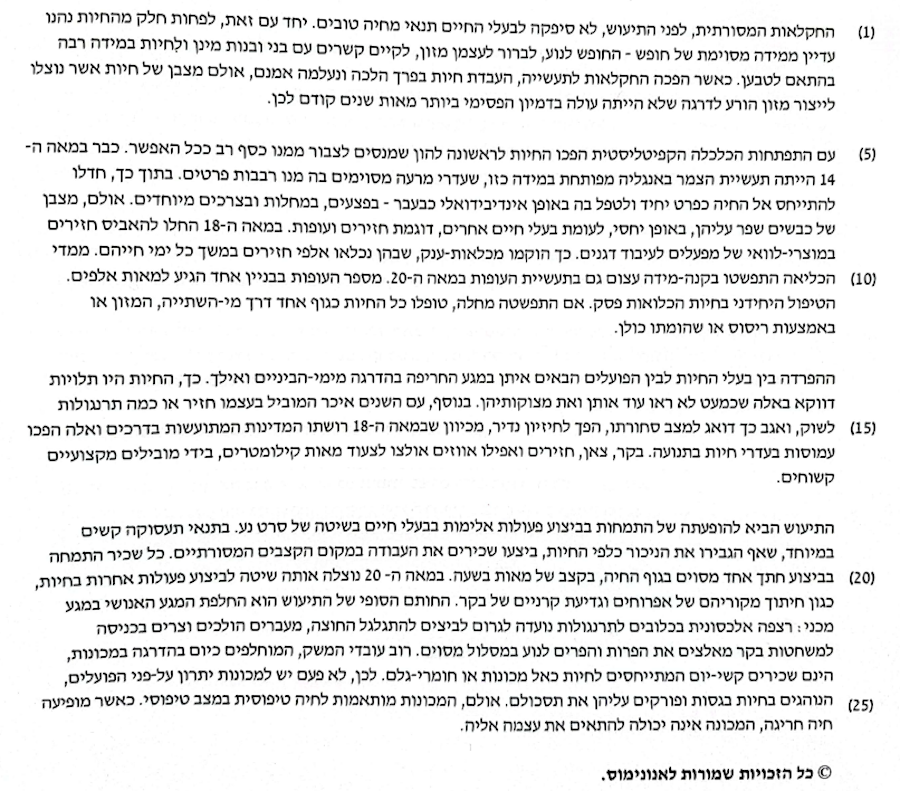 (1) החקלאות המסורתית, לפני התיעוש, לא סיפקה לבעלי החיים תנאי מחיה טובים. יחד עם זאת, לפחות חלק מהחיות נהנו
עדיין ממידה מסוימת של חופש - החופש לנוע, לברור לעצמן מזון, לקיים קשרים עם בני ובנות מינן ולחיות במידה רבה
בהתאם לטבען. כאשר הפכה החקלאות לתעשייה, העבדת חיות בפרך הלכה ונעלמה אמנם, אולם מצבן של חיות אשר נוצלו
לייצור מזון הורע לדרגה שלא הייתה עולה בדמיון הפסימי ביותר מאות שנים קודם לכן.
(5) עם התפתחות הכלכלה הקפיטליסטית הפכו החיות לראשונה להון שמנסים לצבור ממנו כסף רב ככל האפשר. כבר במאה ה-
14 הייתה תעשיית הצמר באנגליה מפותחת במידה כזו, שעדרי מרעה מסוימים בה מנו רבבות פרטים. בתוך כך, חדלו
להתייחס אל החיה כפרט יחיד ולטפל בה באופן אינדיבידואלי כבעבר - בפצעים, במחלות ובצרכים מיוחדים. אולם, מצבן
של כבשים שפר עליהן, באופן יחסי, לעומת בעלי חיים אחרים, דוגמת חזירים ועופות. במאה ה-18 החלו להאביס חזירים
במוצרי-לוואי של מפעלים לעיבוד דגנים. כך הוקמו מכלאות-ענק, שבהן נכלאו אלפי חזירים במשך כל ימי חייהם. ממדי
(10) הכליאה התפשטו בקנה-מידה עצום גם בתעשיית העופות במאה ה-20. מספר העופות בבניין אחד הגיע למאות אלפים.
הטיפול היחידני בחיות הכלואות פסק. אם התפשטה מחלה, טופלו כל החיות כגוף אחד דרך מי-השתייה, המזון או
באמצעות ריסוס או שהומתו כולן.
ההפרדה בין בעלי החיות לבין הפועלים הבאים איתן במגע החריפה בהדרגה מימי-הביניים ואילך. כך, החיות היו תלויות
דווקא באלה שכמעט לא ראו עוד אותן ואת מצוקותיהן. בנוסף, עם השנים איכר המוביל בעצמו חזיר או כמה תרנגולות
(15) לשוק, ואגב כך דואג למצב סחורתו, הפך לחיזיון נדיר, מכיוון שבמאה ה-18 רושתו המדינות המתועשות בדרכים ואלה הפכו
עמוסות בעדרי חיות בתנועה. בקר, צאן, חזירים ואפילו אווזים אולצו לצעוד מאות קילומטרים, בידי מובילים מקצועיים
קשוחים.
התיעוש הביא להופעתה של התמחות בביצוע פעולות אלימות בבעלי חיים בשיטה של סרט נע. בתנאי תעסוקה קשים
במיוחד, שאף הגבירו את הניכור כלפי החיות, ביצעו שכירים את העבודה במקום הקצבים המסורתיים. כל שכיר התמחה
(20) בביצוע חתך אחד מסוים בגוף החיה, בקצב של מאות בשעה. במאה ה- 20 נוצלה אותה שיטה לביצוע פעולות אחרות בחיות,
כגון חיתוך מקוריהם של אפרוחים וגדיעת קרניים של בקר. החותם הסופי של התיעוש הוא החלפת המגע האנושי במגע
מכני: רצפה אלכסונית בכלובים לתרנגולות נועדה לגרום לביצים להתגלגל החוצה, מעברים הולכים וצרים בכניסה
למשחטות בקר מאלצים את הפרות והפרים לנוע במסלול מסוים. רוב עובדי המשק, המוחלפים כיום בהדרגה במכונות,
הינם שכירים קשי-יום המתייחסים לחיות כאל מכונות או חומרי-גלם. לכן, לא פעם יש למכונות יתרון על-פני הפועלים,
(25) הנוהגים בחיות בגסות ופורקים עליהן את תסכולם. אולם, המכונות מותאמות לחיה טיפוסית במצב טיפוסי. כאשר מופיעה
חיה חריגה, המכונה אינה יכולה להתאים את עצמה אליה.
© כל הזכויות שמורות לאנונימוס.